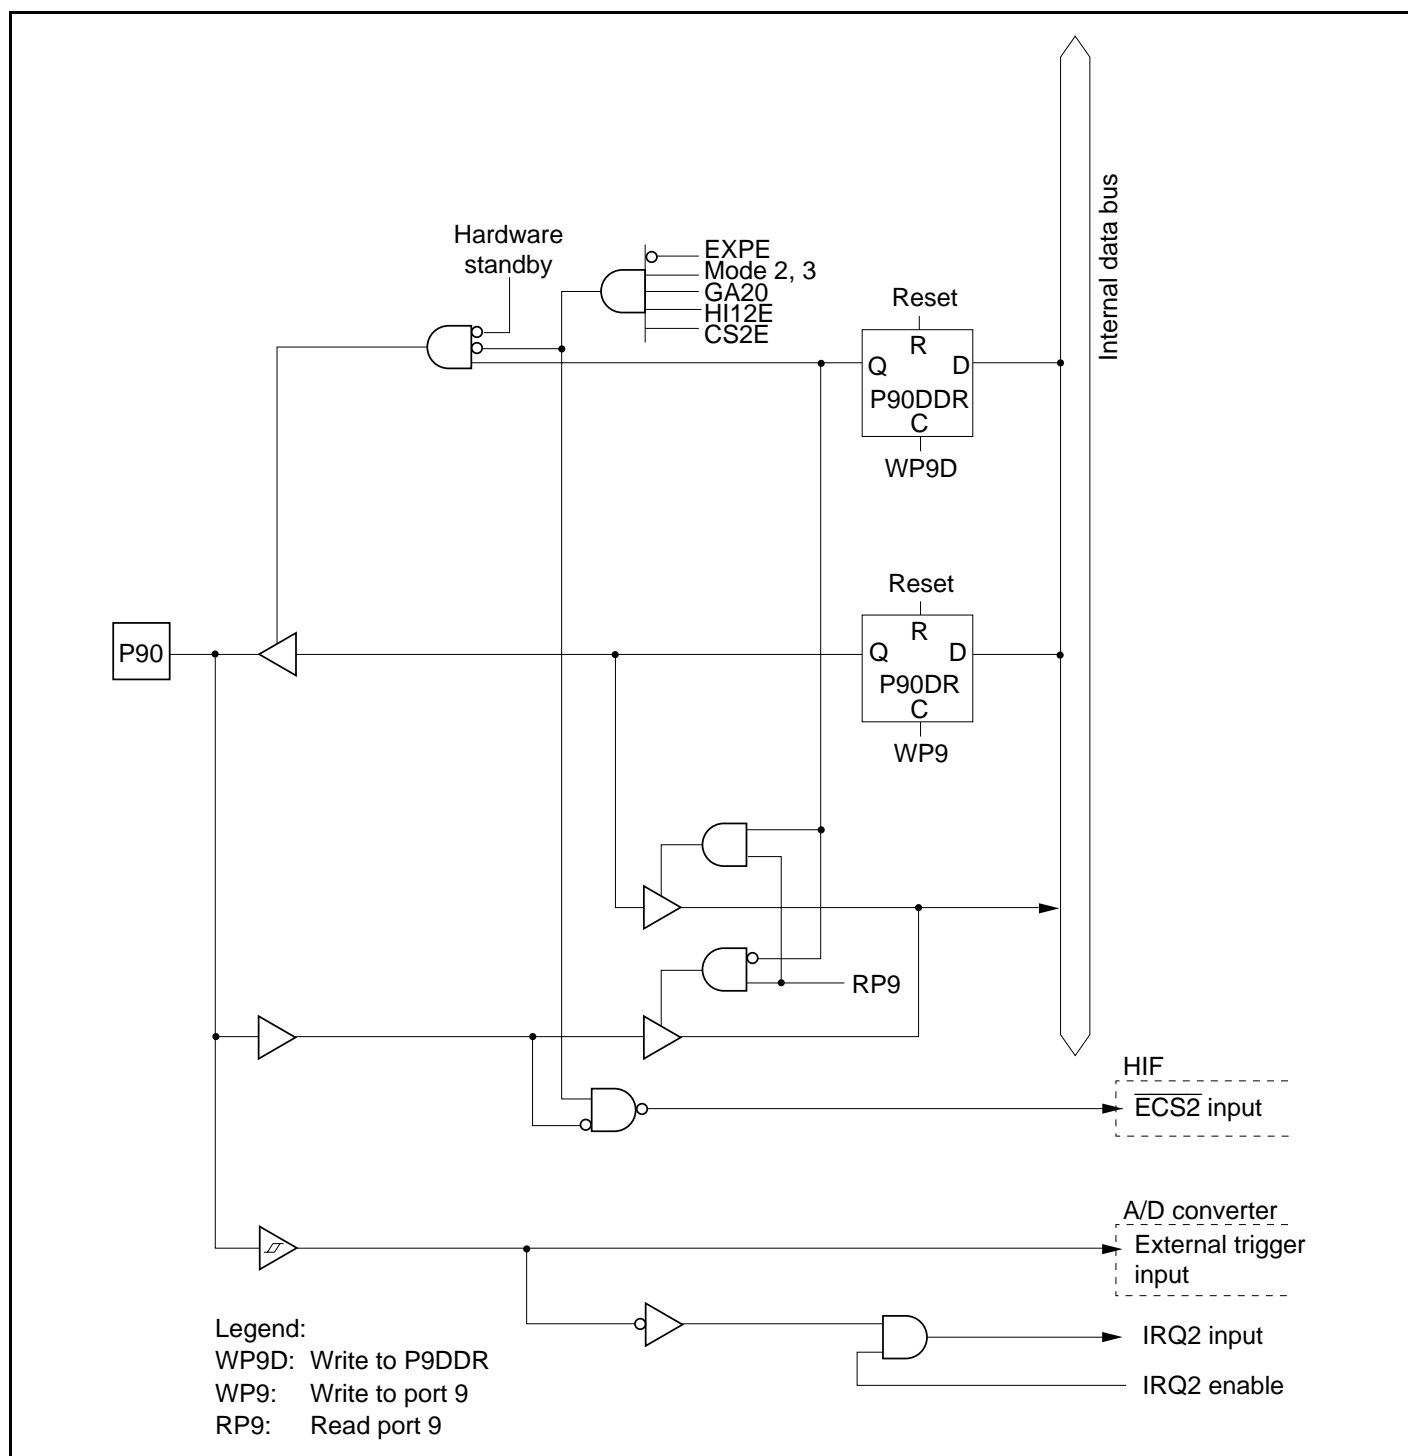 Internal data bus
Hardware
standby
EXPE
Mode 2, 3
GA20
HI12E
CS2E
Reset
R
Q D
P90DDR
C
WP9D
Reset
P90
R
Q D
P90DR
C
WP9
RP9
HIF
ECS2 input
A/D converter
External trigger
input
IRQ2 input
IRQ2 enable
Legend:
WP9D: Write to P9DDR
WP9: Write to port 9
RP9: Read port 9